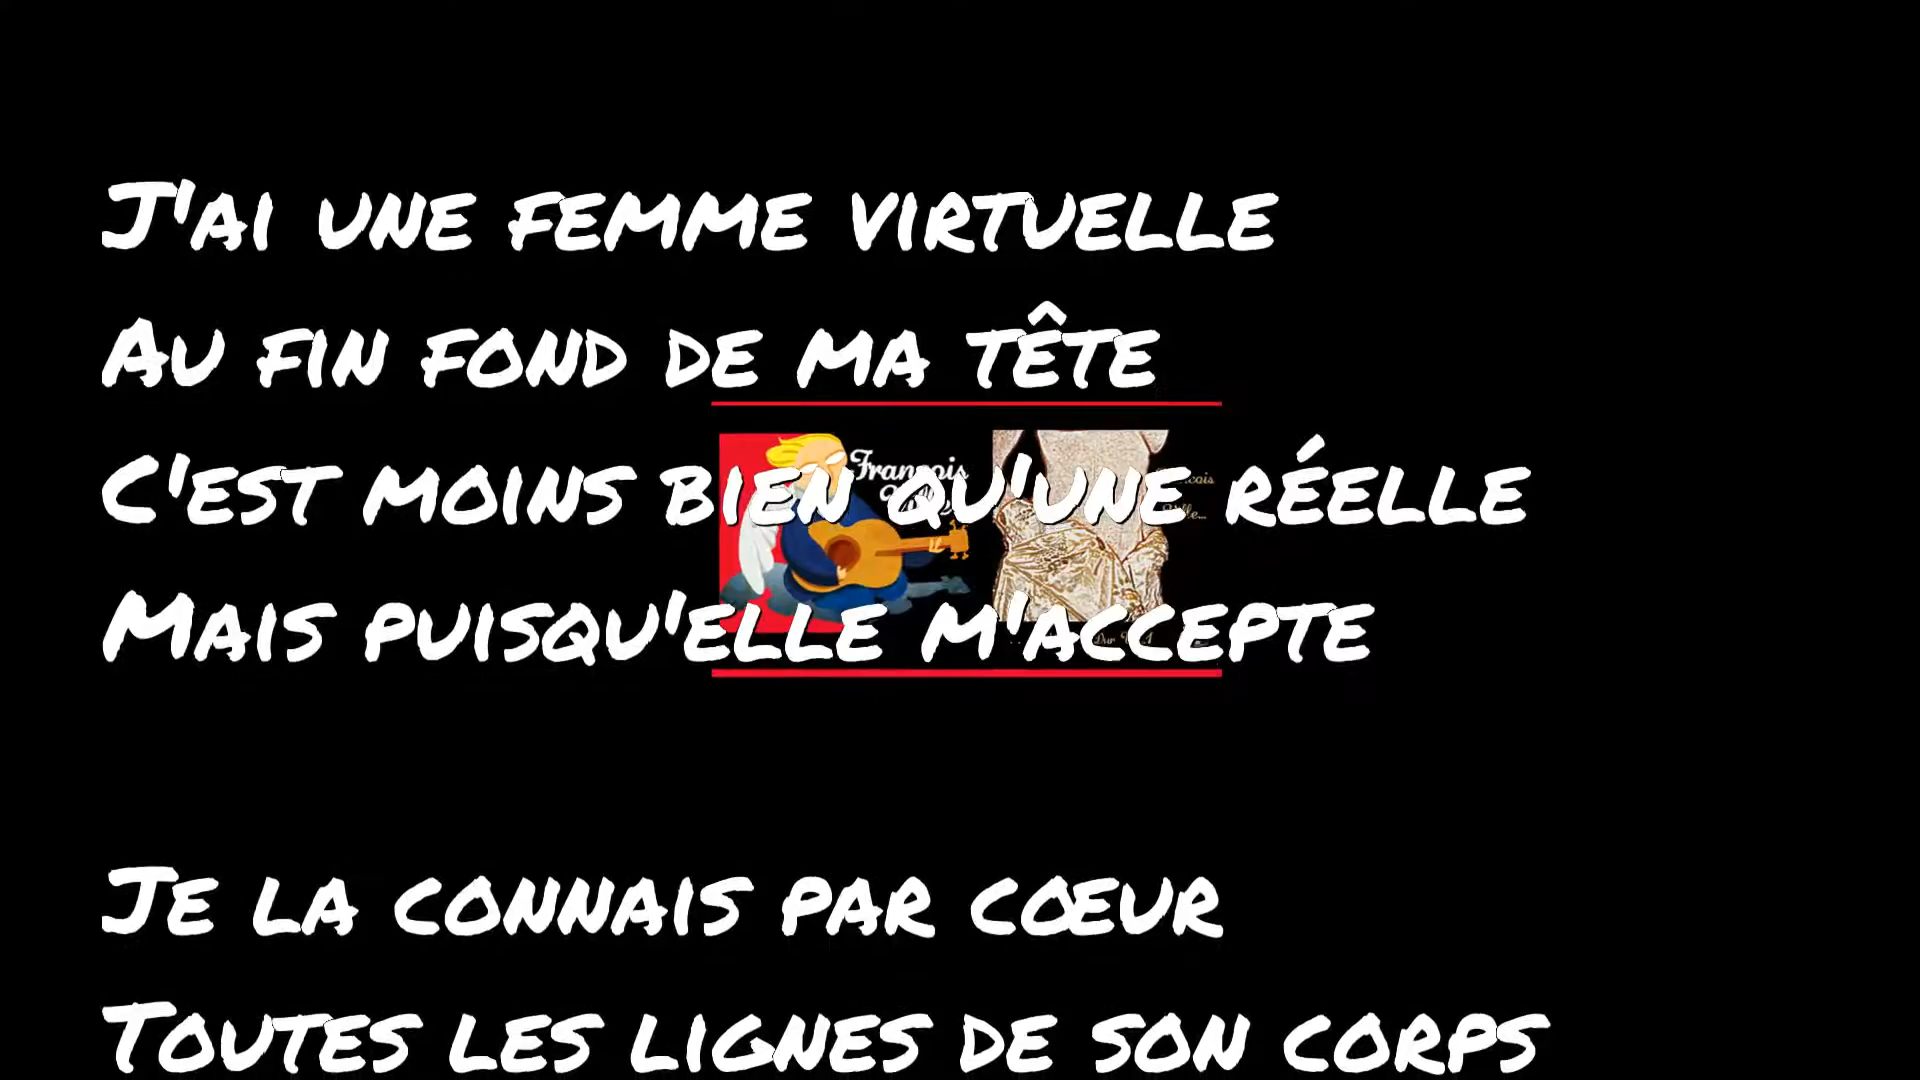 J'ai une femme virtuelle
Au fin fond de ma tête
C'est moins bien qu'une réelle
François
Mais puisqu'elle m'accepte
Je la connais par cœur
Toutes les lignes de son corps